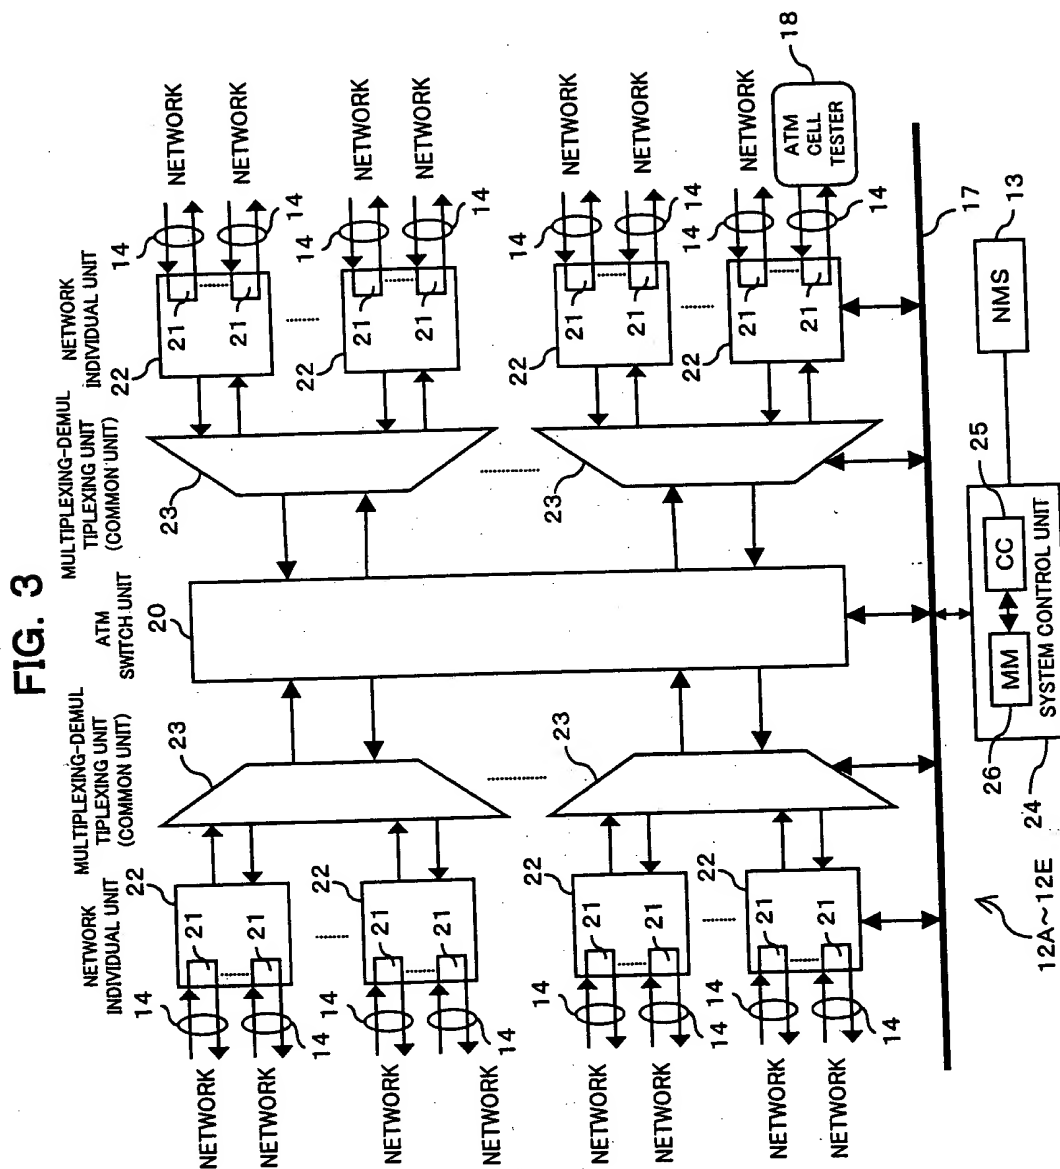 FIG. 3
NETWORK
INDIVIDUAL UNIT
MULTIPLEXING-DEMUL
TIPLEXING UNIT
(COMMON UNIT)
ATM
SWITCH UNIT
MULTIPLEXING-DEMUL
TIPLEXING UNIT
(COMMON UNIT)
NETWORK
INDIVIDUAL UNIT
14
22
23
20
23
22
14
NETWORK
21
21
NETWORK
NETWORK
21
21
NETWORK
14
14
14
22
22
14
NETWORK
21
21
NETWORK
NETWORK
21
21
NETWORK
14
14
14
22
23
23
22
14
NETWORK
21
21
NETWORK
NETWORK
21
21
NETWORK
14
14
14
22
22
14
NETWORK
21
21
NETWORK
NETWORK
21
21
ATM
CELL
TESTER
18
14
14
17
12A~12E
24
26
MM
CC
25
SYSTEM CONTROL UNIT
NMS
13